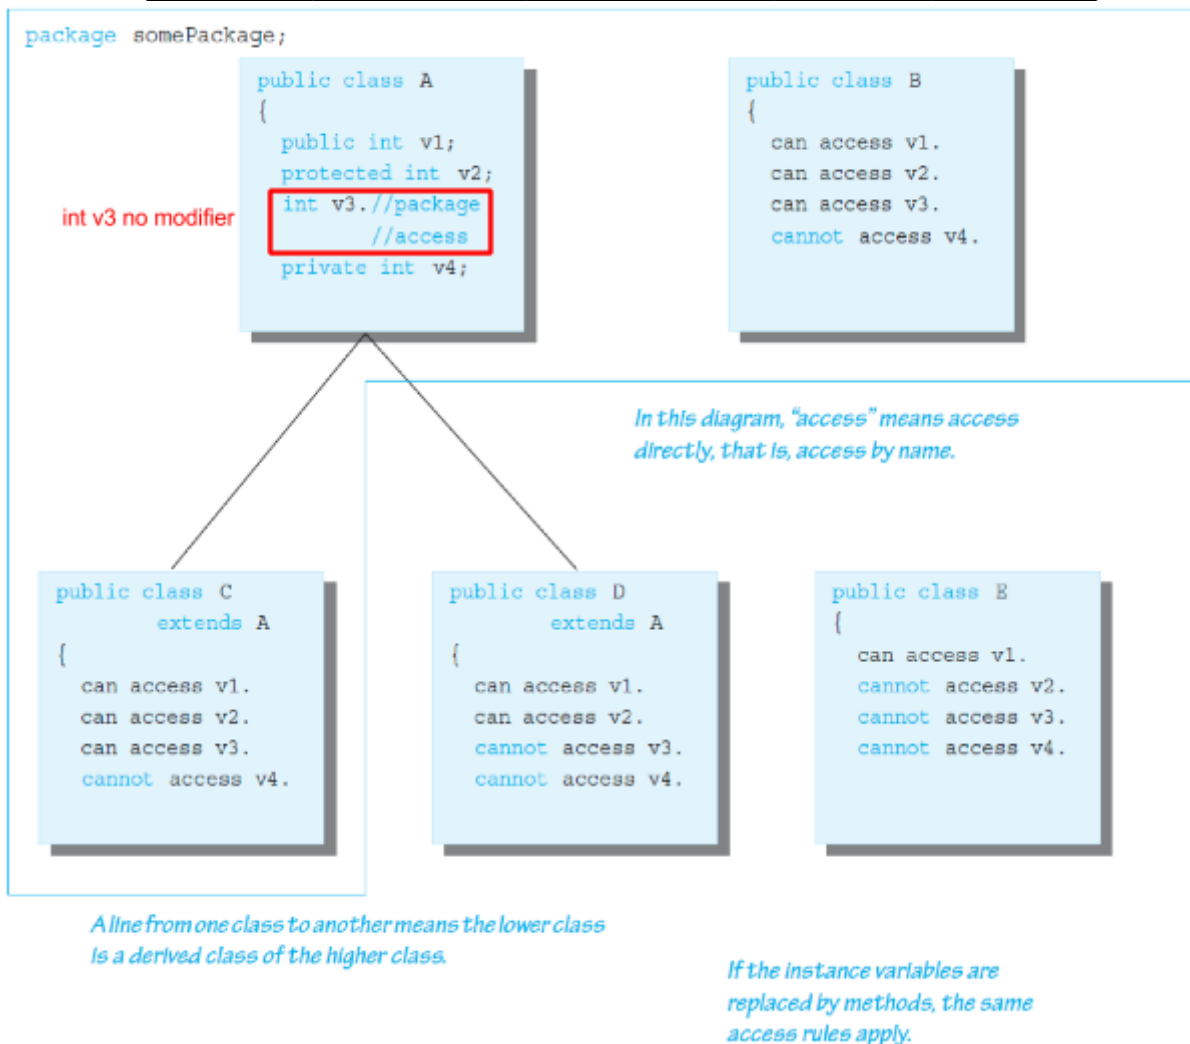 package somePackage;
public class A
{
public int v1;
protected int v2;
int v3.//package
//access
private int v4;
int v3 no modifier
public class B
{
can access v1.
can access v2.
can access v3.
cannot access v4.
In this diagram, “access” means access
directly, that is, access by name.
public class C
extends A
{
can access v1.
can access v2.
can access v3.
cannot access v4.
public class D
extends A
{
can access v1.
can access v2.
cannot access v3.
cannot access v4.
public class E
{
can access v1.
cannot access v2.
cannot access v3.
cannot access v4.
A line from one class to another means the lower class
is a derived class of the higher class.
If the instance variables are
replaced by methods, the same
access rules apply.